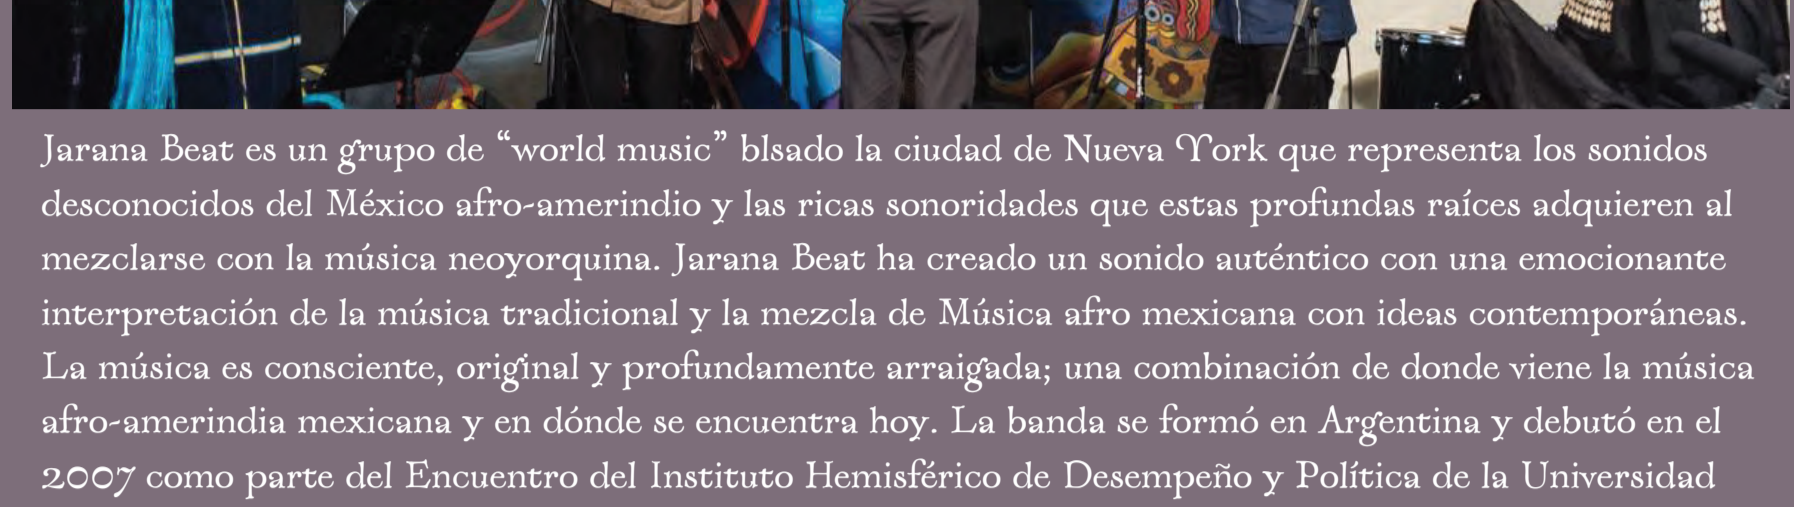 Jarana Beat es un grupo de “world music” blsado la ciudad de Nueva York que representa los sonidos
desconocidos del México afro-amerindio y las ricas sonoridades que estas profundas raíces adquieren al
mezclarse con la música neoyorquina. Jarana Beat ha creado un sonido auténtico con una emocionante
interpretación de la música tradicional y la mezcla de Música afro mexicana con ideas contemporáneas.
La música es consciente, original y profundamente arraigada; una combinación de donde viene la música
afro-amerindia mexicana y en dónde se encuentra hoy. La banda se formó en Argentina y debutó en el
2007 como parte del Encuentro del Instituto Hemisférico de Desempeño y Política de la Universidad